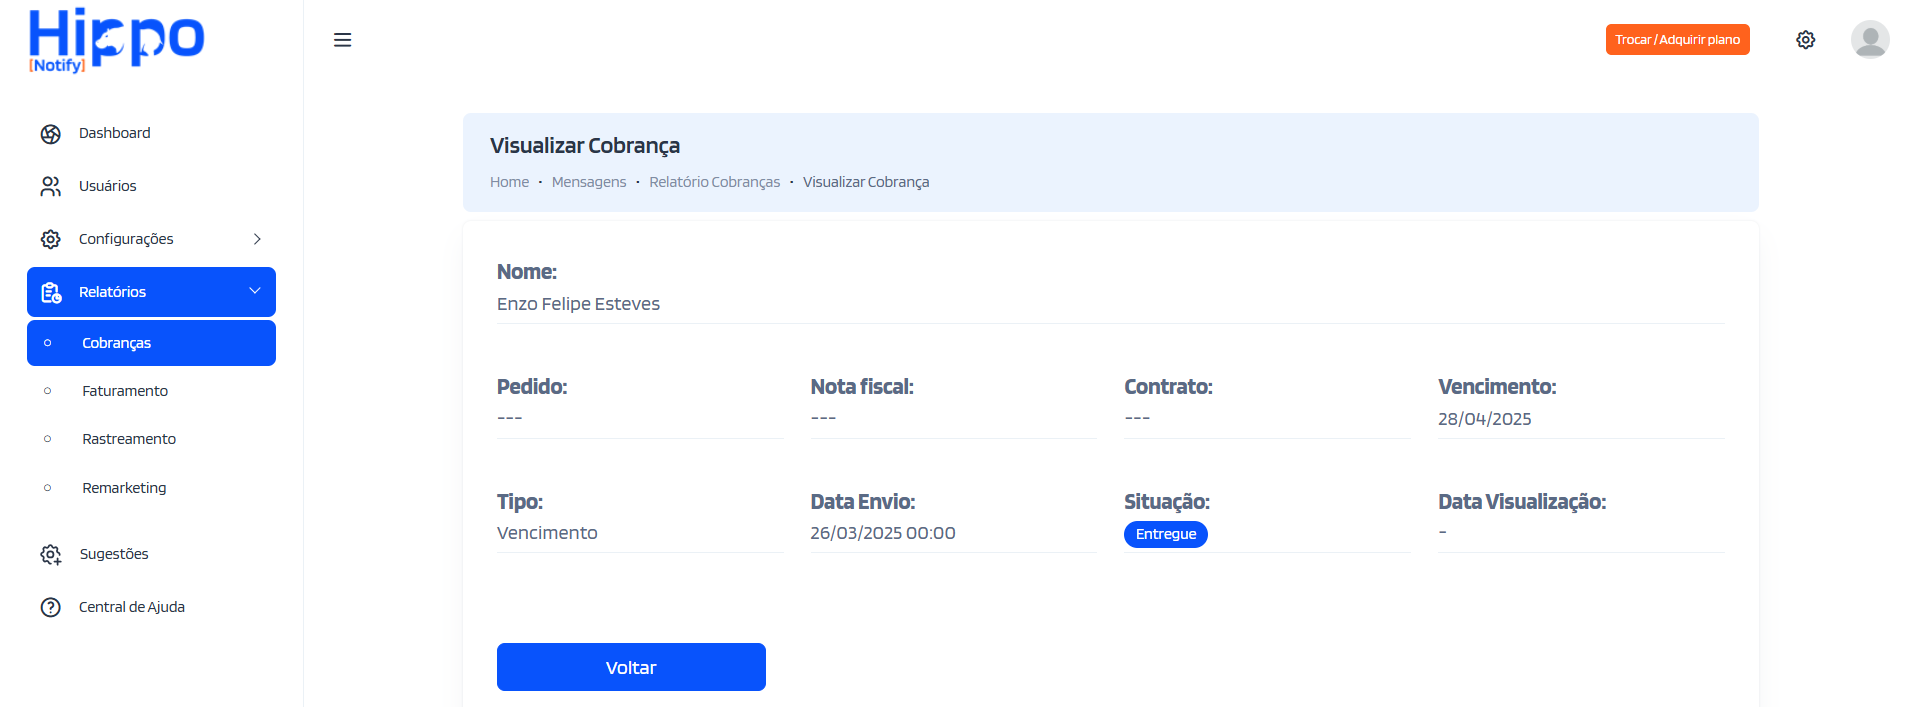 Hippo
[Notify]
Trocar / Adquirir plano
Dashboard
Usuários
Configurações
Relatórios
Cobranças
Faturamento
Rastreamento
Remarketing
Sugestões
Central de Ajuda
Visualizar Cobrança
Home • Mensagens • Relatório Cobranças • Visualizar Cobrança
Nome:
Enzo Felipe Esteves
Pedido: Nota fiscal: Contrato: Vencimento:
--- --- --- 28/04/2025
Tipo: Data Envio: Situação: Data Visualização:
Vencimento 26/03/2025 00:00 Entregue -
Voltar